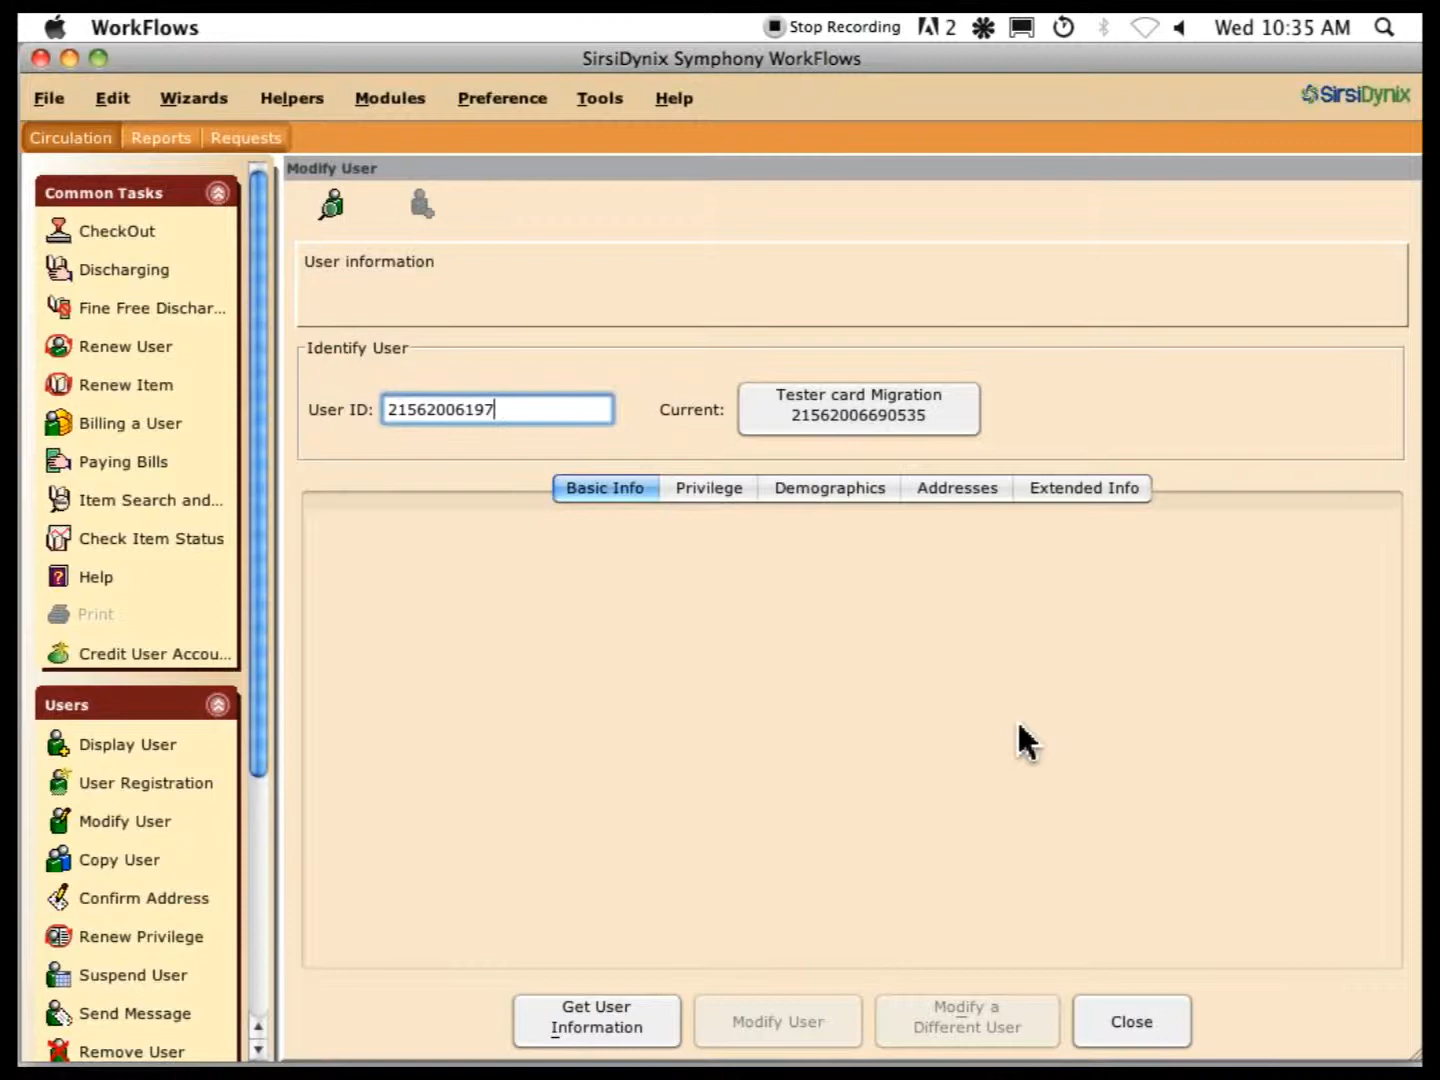 WorkFlows
Stop Recording
2
Wed 10:35 AM
SirsiDynix Symphony WorkFlows
File Edit Wizards Helpers Modules Preference Tools Help
SirsiDynix
Circulation Reports Requests
Modify User
Common Tasks
CheckOut
Discharging
Fine Free Dischar...
Renew User
Renew Item
Billing a User
Paying Bills
Item Search and...
Check Item Status
Help
Print
Credit User Accou...
Users
Display User
User Registration
Modify User
Copy User
Confirm Address
Renew Privilege
Suspend User
Send Message
Remove User
User information
Identify User
User ID: 21562006197
Current:
Tester card Migration
21562006690535
Basic Info Privilege Demographics Addresses Extended Info
Get User
Information
Modify User
Modify a
Different User
Close